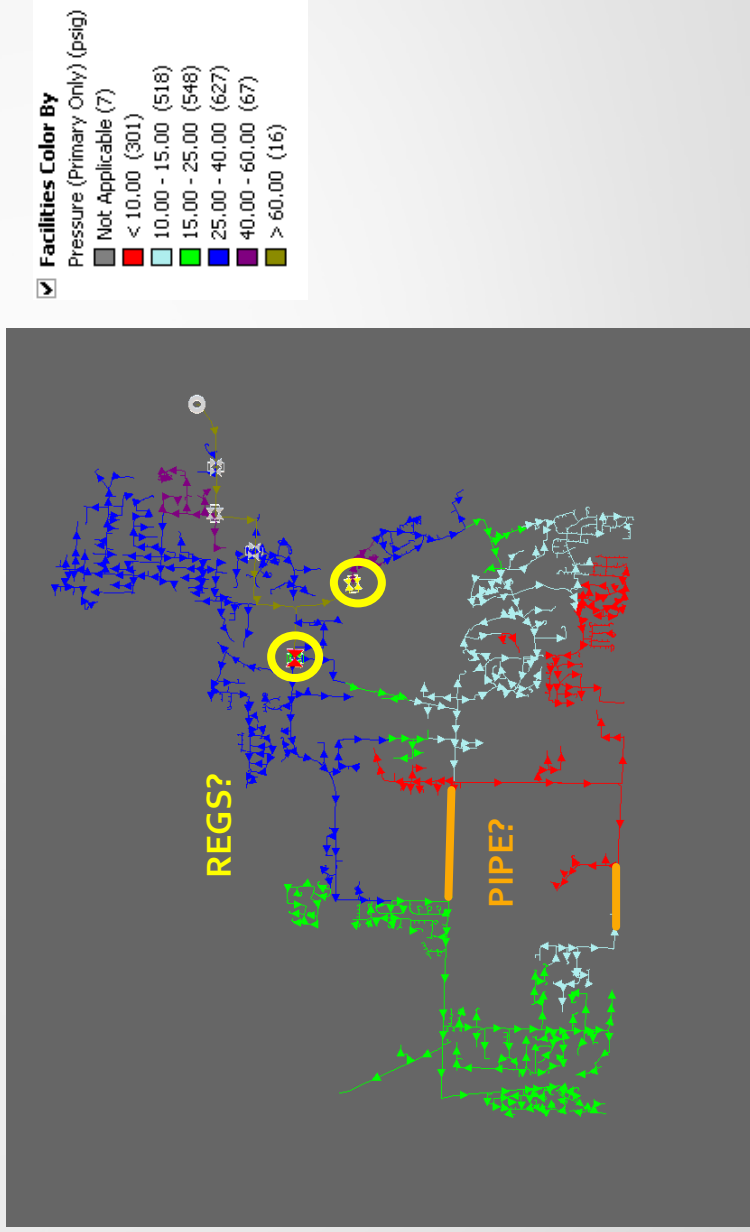 Facilities Color By
Pressure (Primary Only) (psig)
Not Applicable (7)
< 10.00 (301)
10.00 - 15.00 (518)
15.00 - 25.00 (548)
25.00 - 40.00 (627)
40.00 - 60.00 (67)
> 60.00 (16)
REGS?
PIPE?